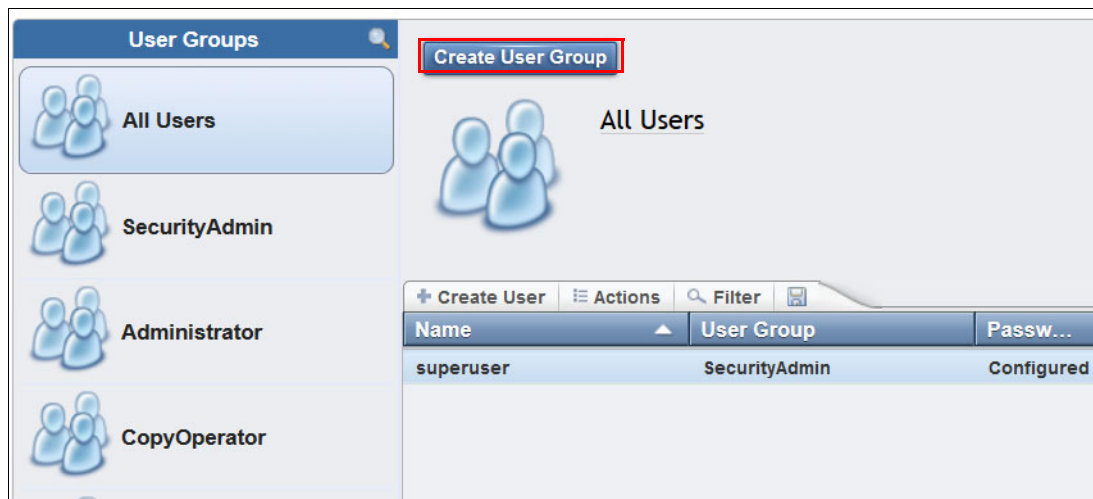 User Groups
All Users
SecurityAdmin
Administrator
CopyOperator
Create User Group
All Users
Create User Actions Filter
Name User Group Passw...
superuser SecurityAdmin Configured